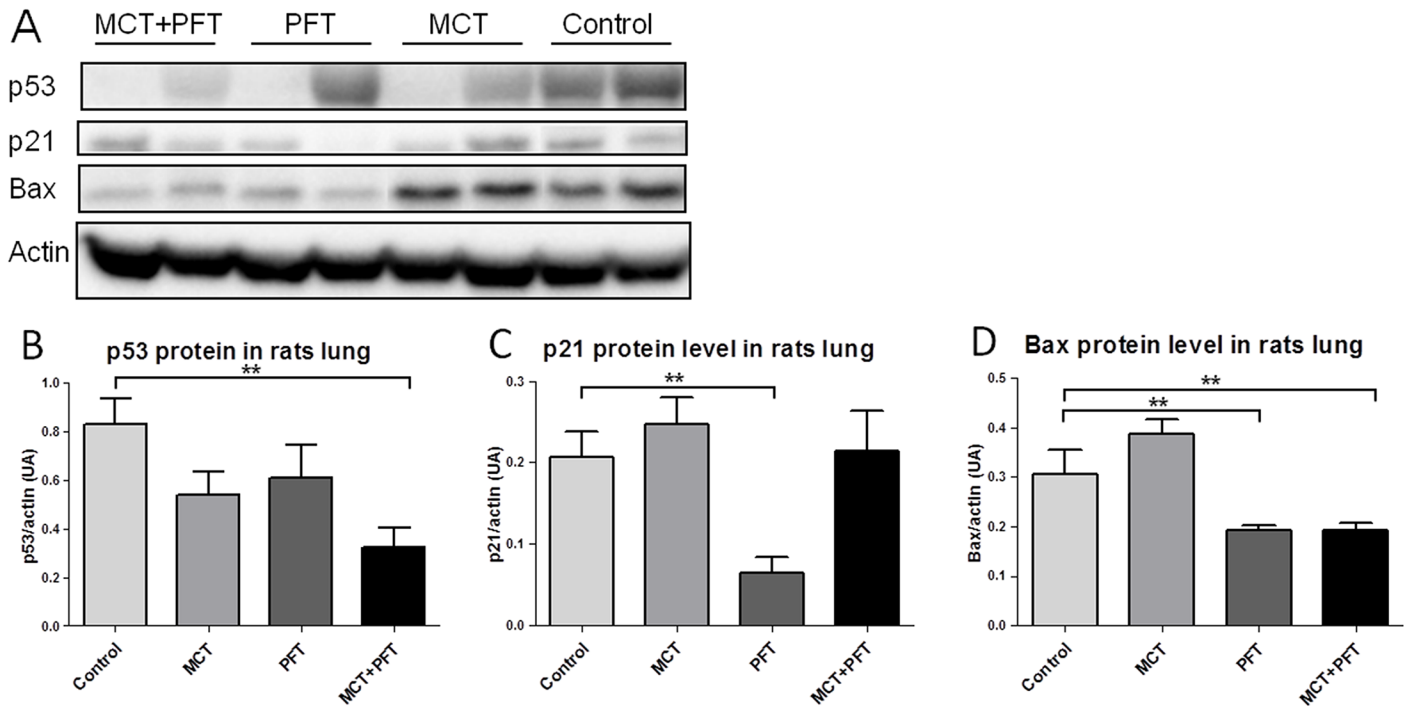 A
MCT+PFT PFT MCT Control
p53
p21
Bax
Actin
B
p53 protein in rats lung
**
1.0
0.8
0.6
0.4
0.2
0.0
p53/actin (UA)
Control
MCT
PFT
MCT+PFT
C
p21 protein level in rats lung
**
0.3
0.2
0.1
0.0
p21/actin (UA)
Control
MCT
PFT
MCT+PFT
D
Bax protein level in rats lung
**
**
0.5
0.4
0.3
0.2
0.1
0.0
Bax/actin (UA)
Control
MCT
PFT
MCT+PFT